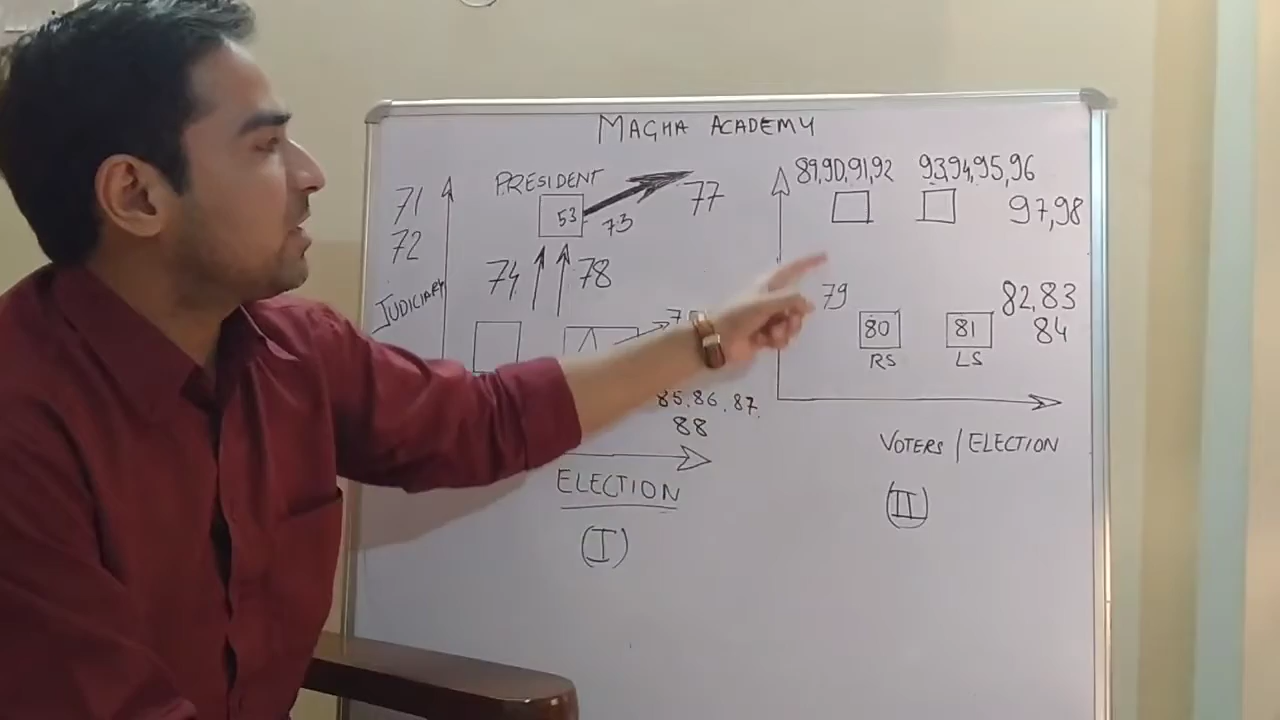 MAGHA ACADEMY
71
72
JUDICIARY
PRESIDENT
53
73
77
74
78
85,86,87,
88
ELECTION
(I)
89,90,91,92
93,94,95,96
97,98
79
80
RS
81
LS
82,83
84
VOTERS/ELECTION
(II)